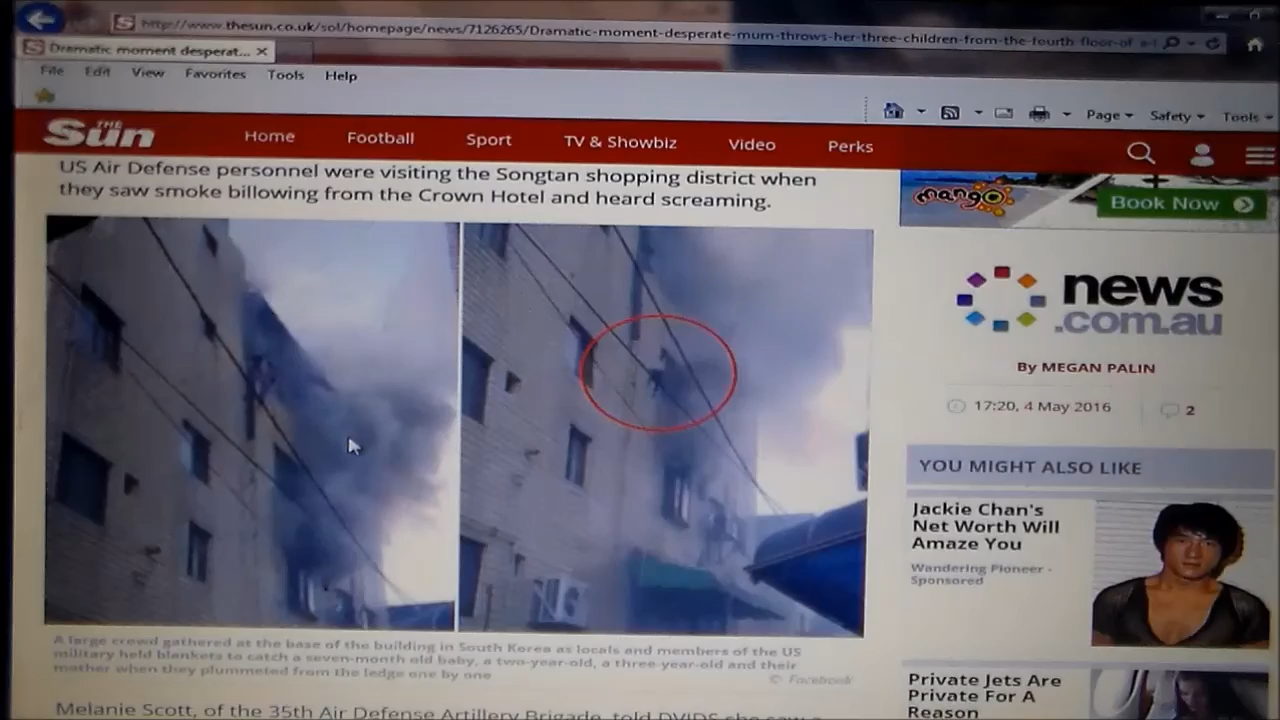 http://www.thesun.co.uk/sol/homepage/news/7126265/Dramatic-moment-desperate-mum-throws-her-three-children-from-the-fourth-floor-of
Dramatic moment desperat...
File Edit View Favorites Tools Help
Page Safety Tools
THE Sun Home Football Sport TV & Showbiz Video Perks
US Air Defense personnel were visiting the Songtan shopping district when
they saw smoke billowing from the Crown Hotel and heard screaming.
mango
Book Now
news
.com.au
By MEGAN PALIN
17:20, 4 May 2016 2
A large crowd gathered at the base of the building in South Korea as locals and members of the US
military held blankets to catch a seven-month old baby, a two-year-old, a three-year-old and their
mother when they plummeted from the ledge one by one
© Facebook
Melanie Scott, of the 35th Air Defense Artillery Brigade, told DVIDS she saw a
YOU MIGHT ALSO LIKE
Jackie Chan's
Net Worth Will
Amaze You
Wandering Pioneer -
Sponsored
Private Jets Are
Private For A
Reason